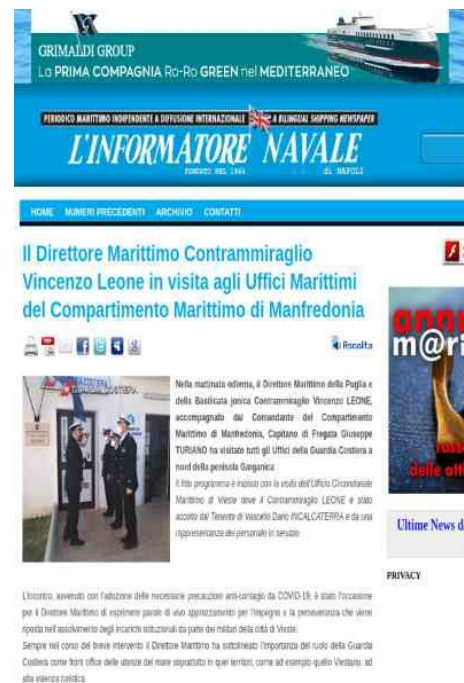 GRIMALDI GROUP
La PRIMA COMPAGNIA Ro-Ro GREEN nel MEDITERRANEO
PERIODICO MARITTIMO INDIPENDENTE A DIFFUSIONE INTERNAZIONALE
A BILINGUAL SHIPPING NEWSPAPER
L'INFORMATORE NAVALE
FONDATO NEL 1964 di NAPOLI
HOME NUMERI PRECEDENTI ARCHIVIO CONTATTI
Il Direttore Marittimo Contrammiraglio
Vincenzo Leone in visita agli Uffici Marittimi
del Compartimento Marittimo di Manfredonia
Ascolta
GUARDIA COSTIERA
Nella mattinata odierna, il Direttore Marittimo della Puglia e
della Basilicata jonica Contrammiraglio Vincenzo LEONE,
accompagnato dal Comandante del Compartimento
Marittimo di Manfredonia, Capitano di Fregata Giuseppe
TURIANO ha visitato tutti gli Uffici della Guardia Costiera a
nord della penisola Garganica
Il fitto programma è iniziato con la visita dell'Ufficio Circondariale
Marittimo di Vieste dove il Contrammiraglio LEONE è stato
accolto dal Tenente di Vascello Dario INCALCATERRA e da una
rappresentanza del personale in servizio
L'incontro, avvenuto con l'adozione delle necessarie precauzioni anti-contagio da COVID-19, è stato l'occasione
per il Direttore Marittimo di esprimere parole di vivo apprezzamento per l'impegno e la perseveranza che viene
riposta nell'assolvimento degli incarichi istituzionali da parte dei militari della città di Vieste.
Sempre nel corso del breve intervento il Direttore Marittimo ha sottolineato l'importanza del ruolo della Guardia
Costiera come front office delle utenze del mare soprattutto in quei territori, come ad esempio quello Viestano, ad
alta valenza turistica.
m@ri
delle att
Ultime News da
PRIVACY